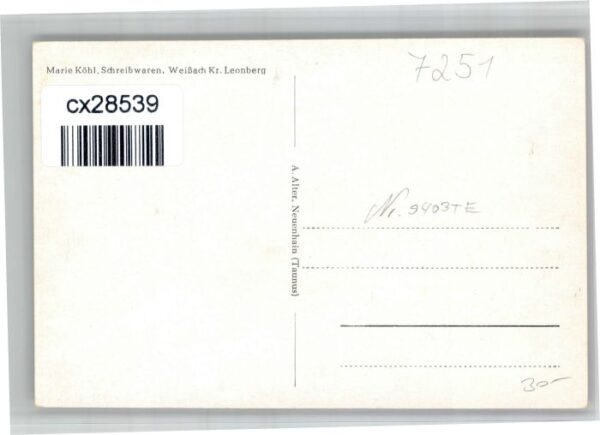 Marie Köhl, Schreibwaren, Weißach Kr. Leonberg
7251
cx28539
A. Alter, Neuenhain (Taunus)
Nr. 9403TE
30-